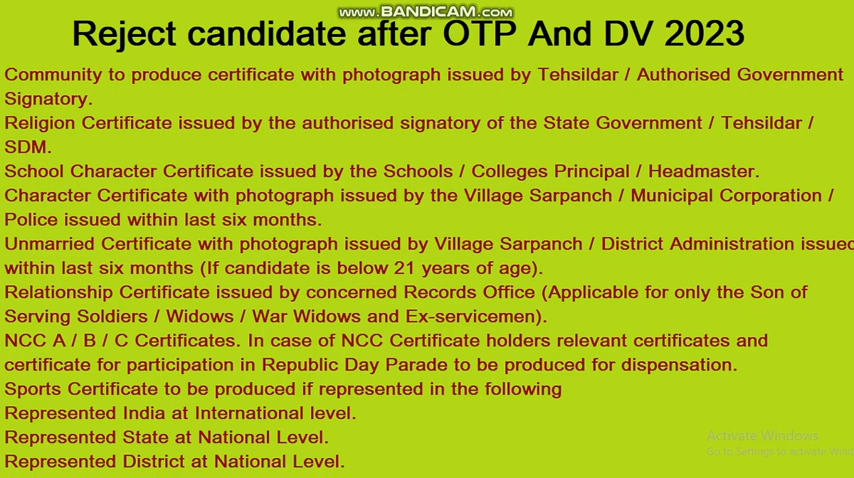 www.BANDICAM.com
Reject candidate after OTP And DV 2023
Community to produce certificate with photograph issued by Tehsildar / Authorised Government
Signatory.
Religion Certificate issued by the authorised signatory of the State Government / Tehsildar /
SDM.
School Character Certificate issued by the Schools / Colleges Principal / Headmaster.
Character Certificate with photograph issued by the Village Sarpanch / Municipal Corporation /
Police issued within last six months.
Unmarried Certificate with photograph issued by Village Sarpanch / District Administration issued
within last six months (If candidate is below 21 years of age).
Relationship Certificate issued by concerned Records Office (Applicable for only the Son of
Serving Soldiers / Widows / War Widows and Ex-servicemen).
NCC A / B / C Certificates. In case of NCC Certificate holders relevant certificates and
certificate for participation in Republic Day Parade to be produced for dispensation.
Sports Certificate to be produced if represented in the following
Represented India at International level.
Represented State at National Level.
Activate Windows
Go to Settings to activate Wind
Represented District at National Level.